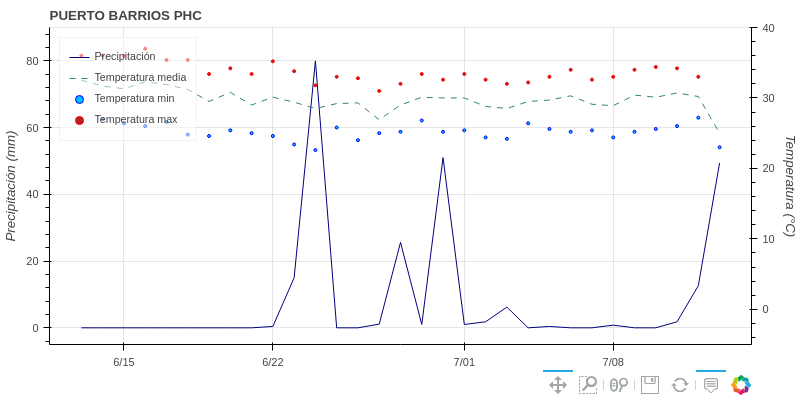 PUERTO BARRIOS PHC
Precipitación
Temperatura media
Temperatura min
Temperatura max
Precipitación (mm)
80
60
40
20
0
Temperatura (°C)
40
30
20
10
0
6/15
6/22
7/01
7/08